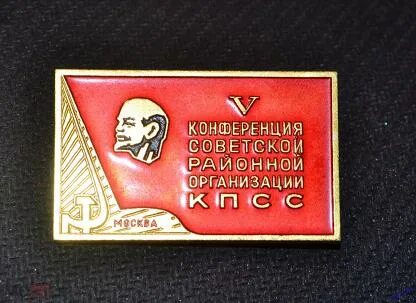 V
КОНФЕРЕНЦИЯ
СОВЕТСКОЙ
РАЙОННОЙ
ОРГАНИЗАЦИИ
КПСС
МОСКВА